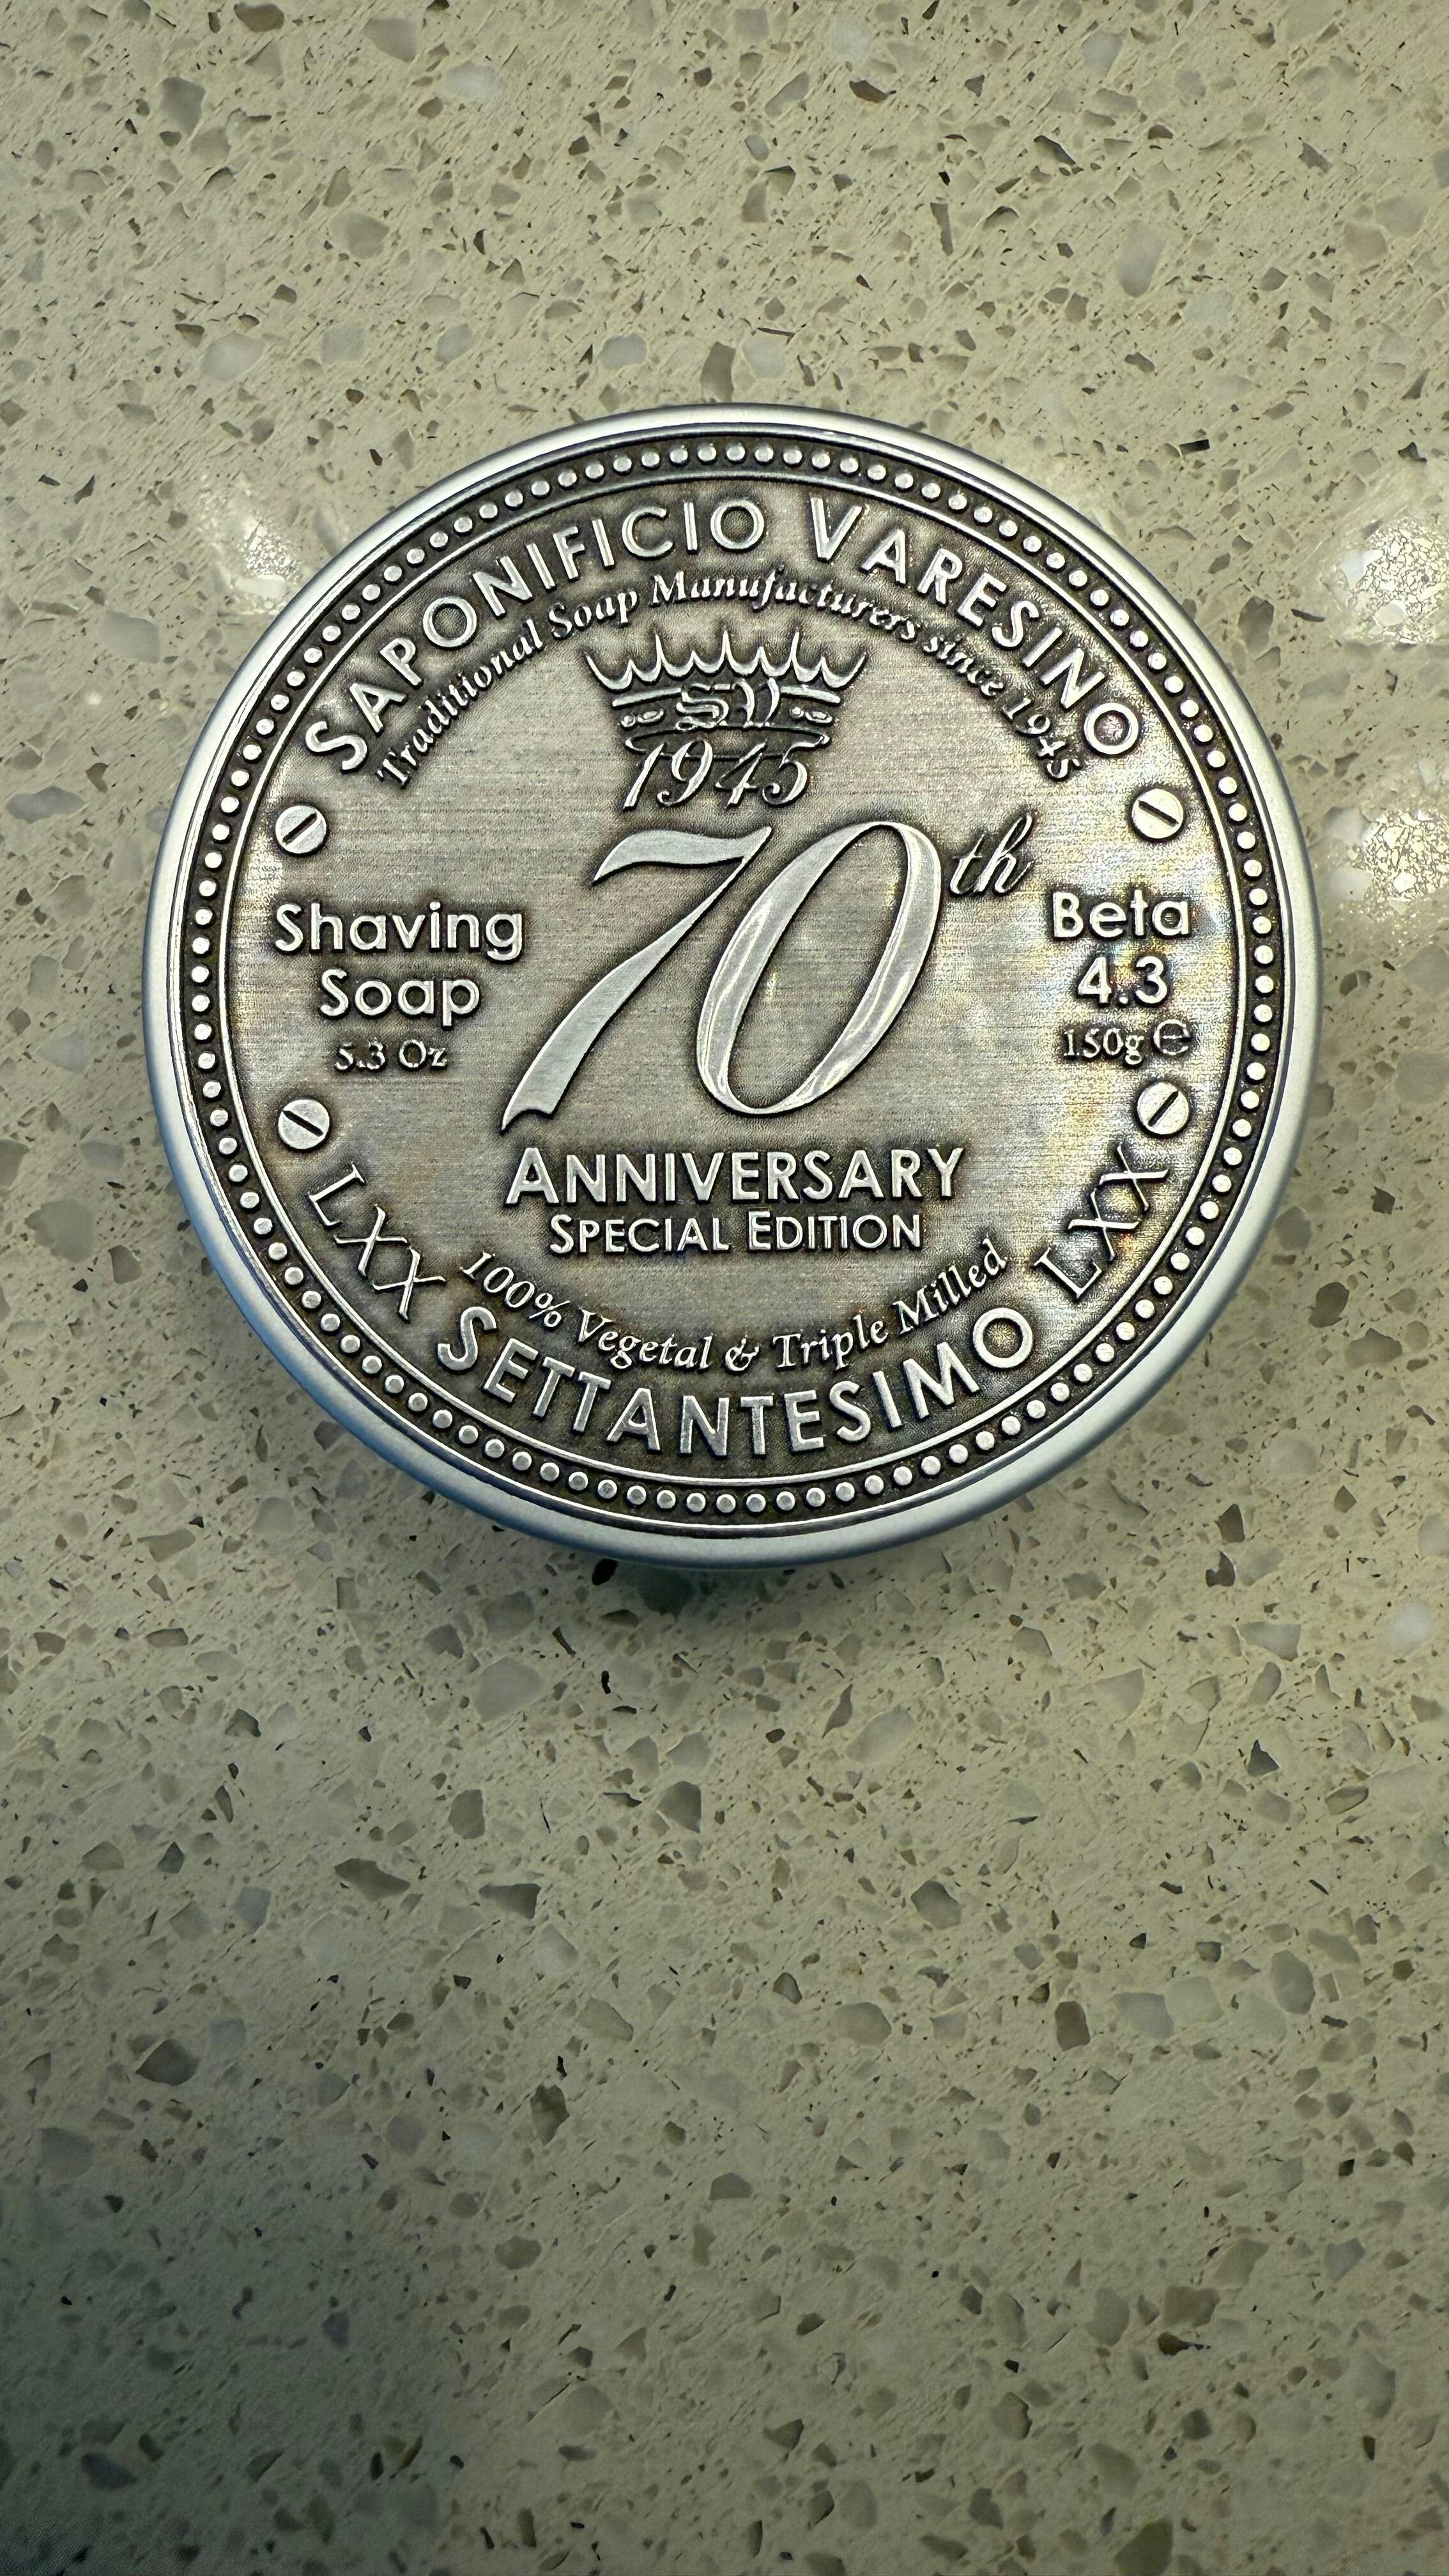 SAPONIFICIO VARESINO
Traditional Soap Manufacturers since 1945
SV
1945
70th
Shaving
Soap
5.3 Oz
Beta
4.3
150g ℮
ANNIVERSARY
SPECIAL EDITION
100% Vegetal & Triple Milled
LXX SETTANTESIMO LXX